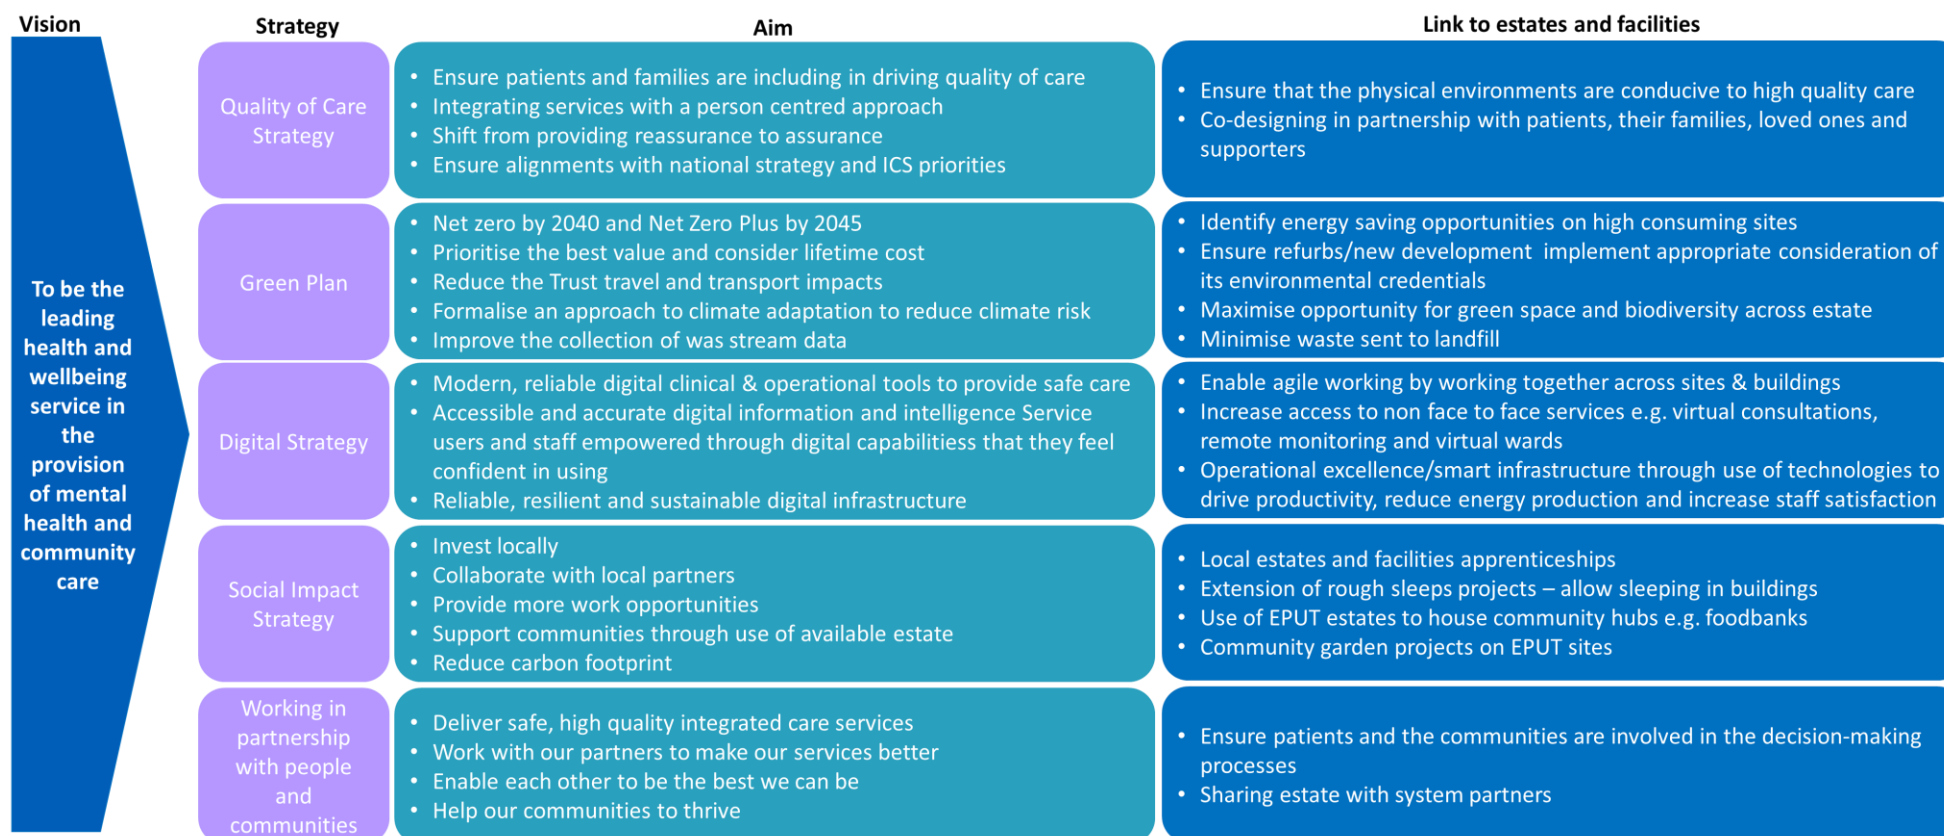 Vision
Strategy
Aim
Link to estates and facilities
To be the
leading
health and
wellbeing
service in
the
provision
of mental
health and
community
care
Quality of Care
Strategy
• Ensure patients and families are including in driving quality of care
• Integrating services with a person centred approach
• Shift from providing reassurance to assurance
• Ensure alignments with national strategy and ICS priorities
• Ensure that the physical environments are conducive to high quality care
• Co-designing in partnership with patients, their families, loved ones and
supporters
Green Plan
• Net zero by 2040 and Net Zero Plus by 2045
• Prioritise the best value and consider lifetime cost
• Reduce the Trust travel and transport impacts
• Formalise an approach to climate adaptation to reduce climate risk
• Improve the collection of was stream data
• Identify energy saving opportunities on high consuming sites
• Ensure refurbs/new development  implement appropriate consideration of
its environmental credentials
• Maximise opportunity for green space and biodiversity across estate
• Minimise waste sent to landfill
Digital Strategy
• Modern, reliable digital clinical & operational tools to provide safe care
• Accessible and accurate digital information and intelligence Service
users and staff empowered through digital capabilitiess that they feel
confident in using
• Reliable, resilient and sustainable digital infrastructure
• Enable agile working by working together across sites & buildings
• Increase access to non face to face services e.g. virtual consultations,
remote monitoring and virtual wards
• Operational excellence/smart infrastructure through use of technologies to
drive productivity, reduce energy production and increase staff satisfaction
Social Impact
Strategy
• Invest locally
• Collaborate with local partners
• Provide more work opportunities
• Support communities through use of available estate
• Reduce carbon footprint
• Local estates and facilities apprenticeships
• Extension of rough sleeps projects – allow sleeping in buildings
• Use of EPUT estates to house community hubs e.g. foodbanks
• Community garden projects on EPUT sites
Working in
partnership
with people
and
communities
• Deliver safe, high quality integrated care services
• Work with our partners to make our services better
• Enable each other to be the best we can be
• Help our communities to thrive
• Ensure patients and the communities are involved in the decision-making
processes
• Sharing estate with system partners